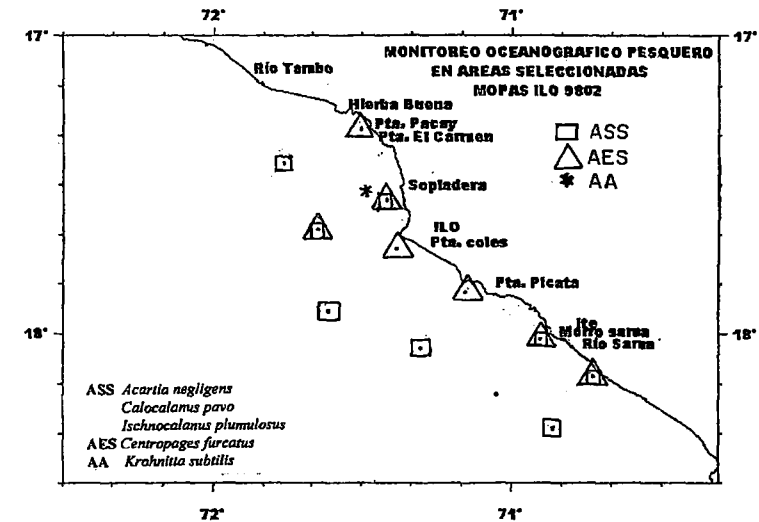 72° 71°
17° 17°
MONITOREO OCEANOGRAFICO PESQUERO
EN AREAS SELECCIONADAS
MOPAS ILO 9802
Río Tambo
Hierba Buena
Pta. Pacay
Pta. El Carmen
ASS
AES
* AA
Sopladera
ILO
Pta. coles
Pta. Picata
Ite
Morro sama
Río Sama
18° 18°
ASS Acartia negligens
Calocalanus pavo
Ischnocalanus plumulosus
AES Centropages furcatus
AA Krohnitta subtilis
72° 71°